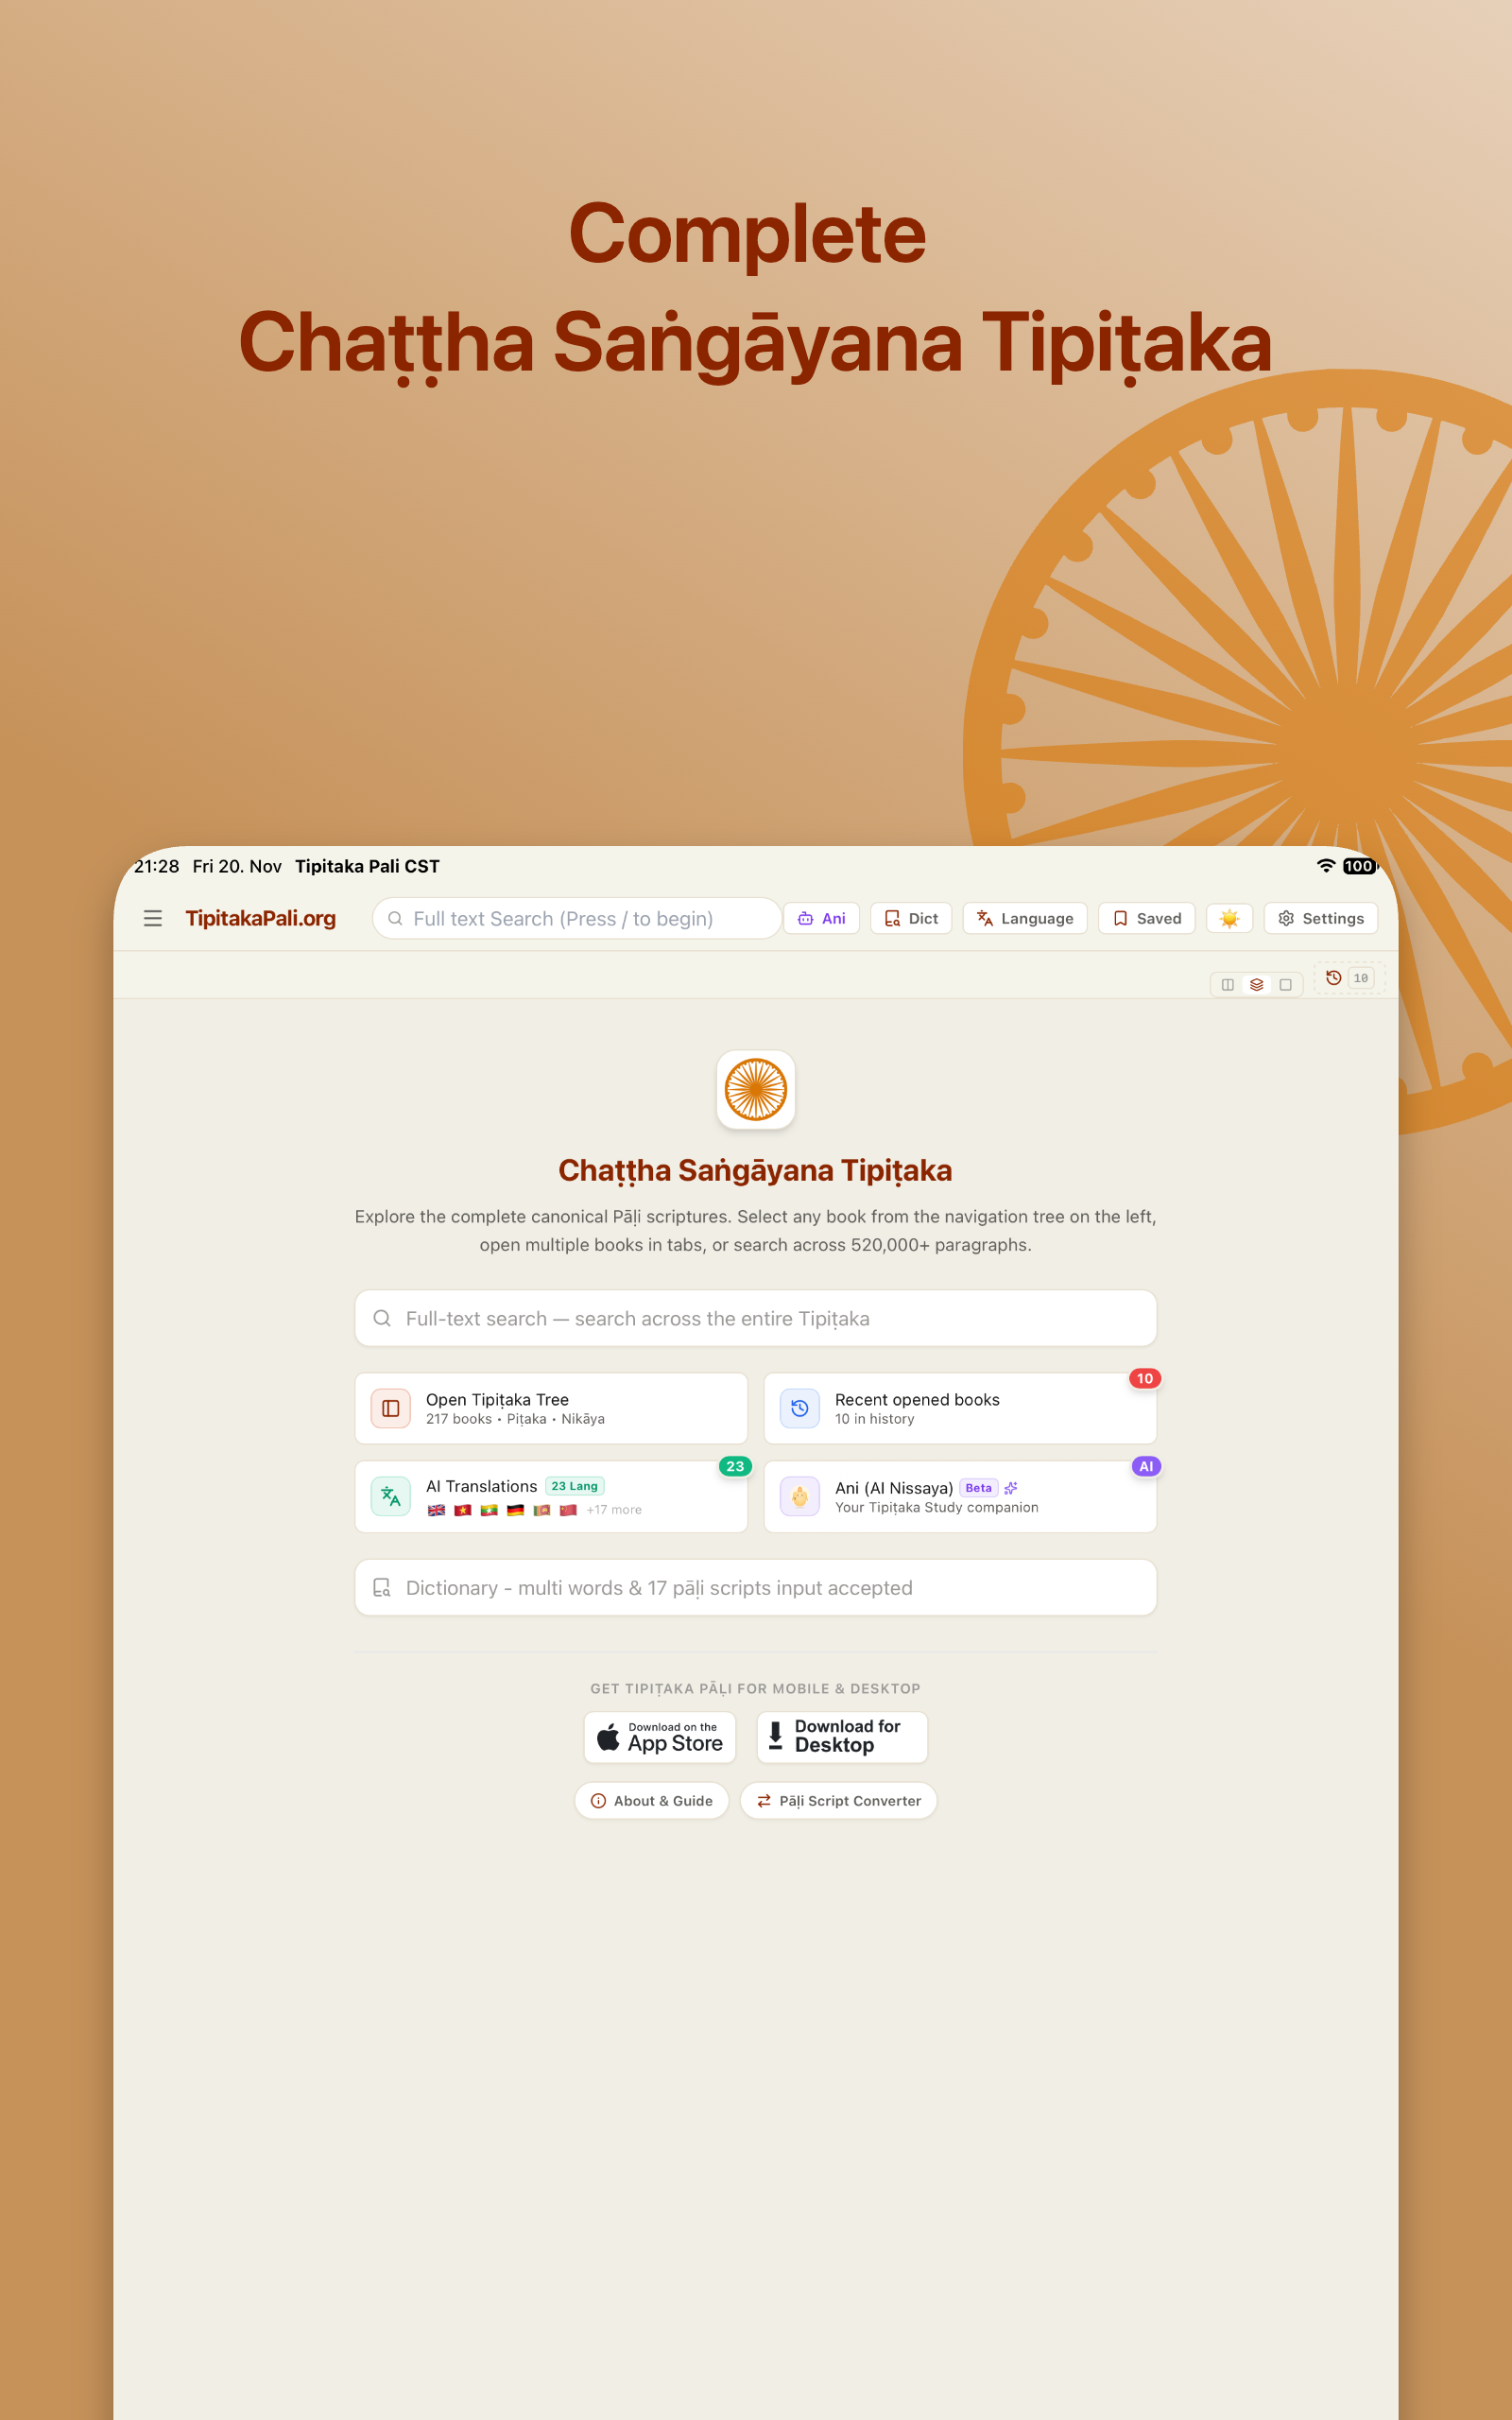 Complete
Chaṭṭha Saṅgāyana Tipiṭaka
21:28 Fri 20. Nov Tipitaka Pali CST
100
TipitakaPali.org
Full text Search (Press / to begin)
Ani
Dict
Language
Saved
Settings
10
Chaṭṭha Saṅgāyana Tipiṭaka
Explore the complete canonical Pāḷi scriptures. Select any book from the navigation tree on the left,
open multiple books in tabs, or search across 520,000+ paragraphs.
Full-text search — search across the entire Tipiṭaka
Open Tipiṭaka Tree
217 books • Piṭaka • Nikāya
10
Recent opened books
10 in history
23
AI Translations 23 Lang
+17 more
AI
Ani (AI Nissaya) Beta
Your Tipiṭaka Study companion
Dictionary - multi words & 17 pāḷi scripts input accepted
GET TIPIṬAKA PĀḶI FOR MOBILE & DESKTOP
Download on the
App Store
Download for
Desktop
About & Guide
Pāḷi Script Converter